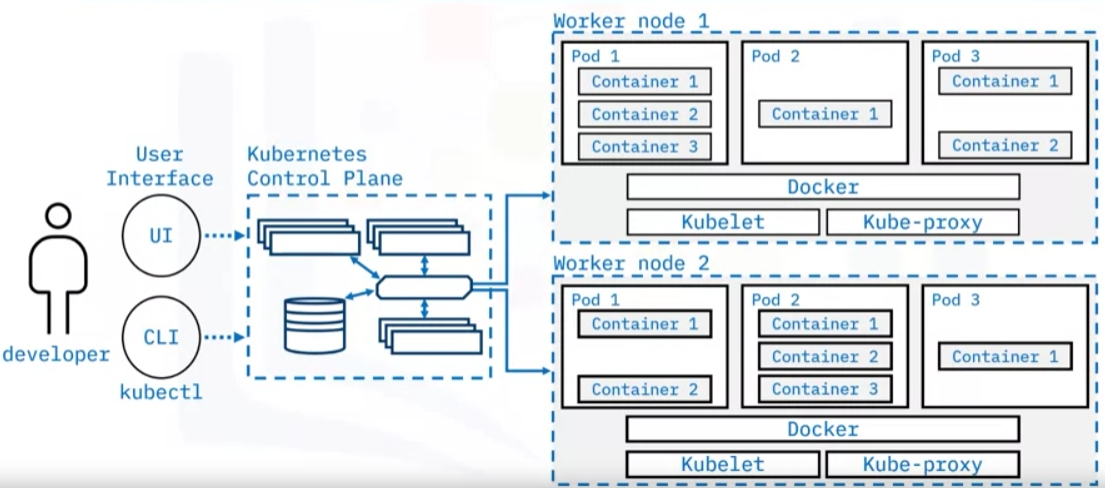 Worker node 1
Pod 1
Container 1
Container 2
Container 3
Pod 2
Container 1
Pod 3
Container 1
Container 2
Docker
Kubelet
Kube-proxy
User
Interface
UI
CLI
kubectl
developer
Kubernetes
Control Plane
Worker node 2
Pod 1
Container 1
Container 2
Pod 2
Container 1
Container 2
Container 3
Pod 3
Container 1
Docker
Kubelet
Kube-proxy